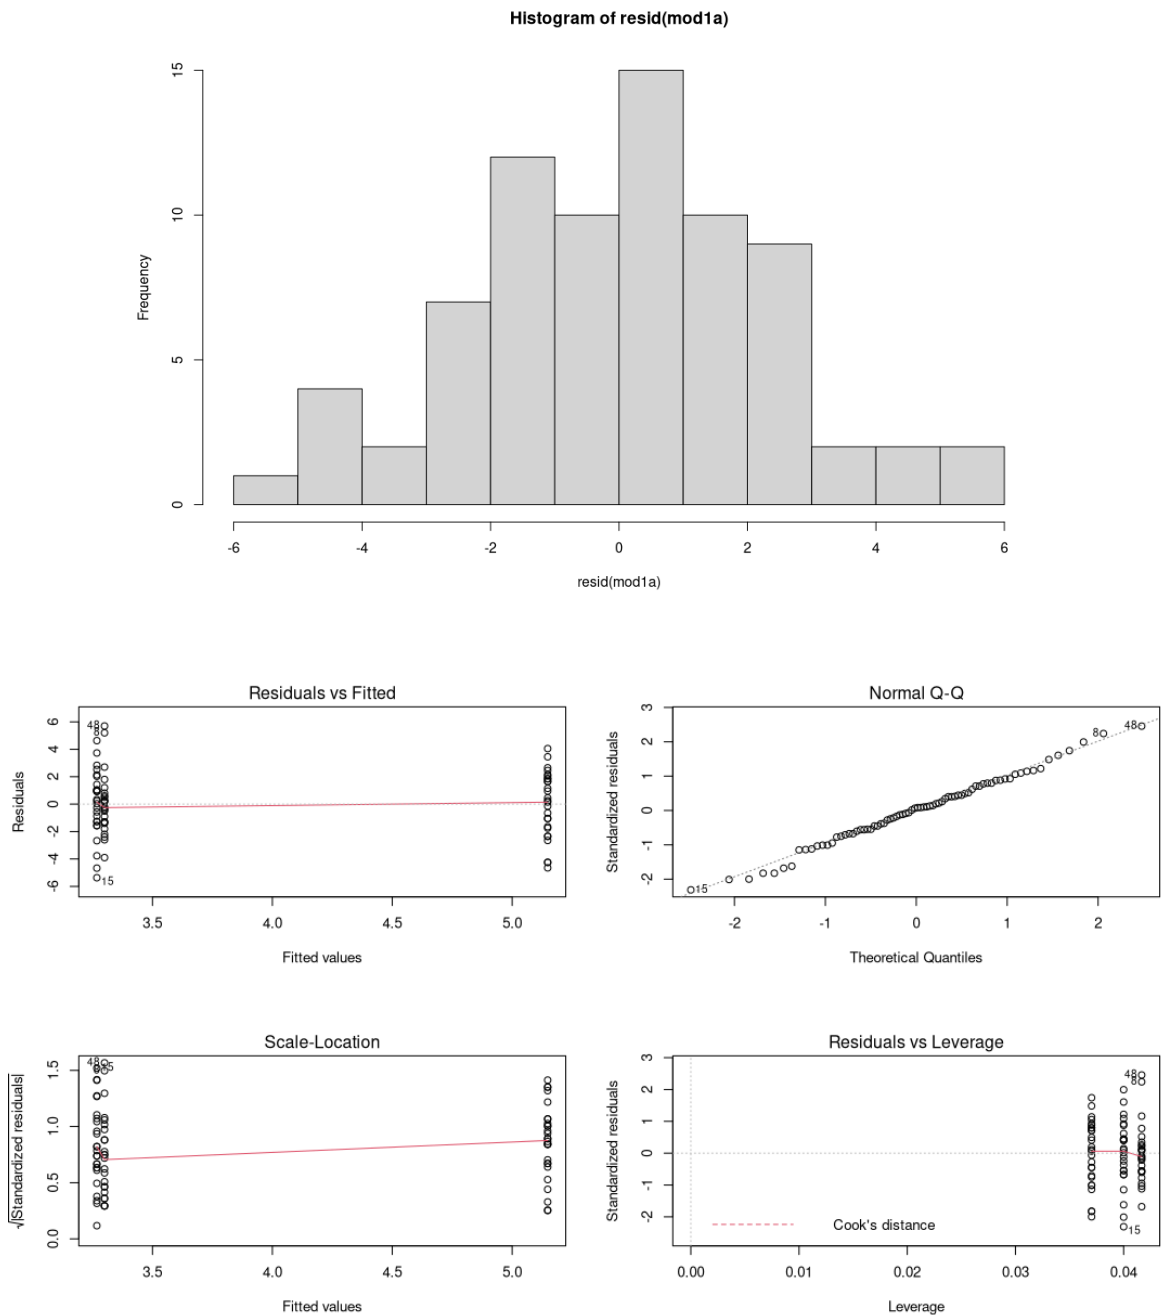 Histogram of resid(mod1a)
15
10
5
0
Frequency
-6 -4 -2 0 2 4 6
resid(mod1a)
Residuals vs Fitted
6
4
2
0
-2
-4
-6
Residuals
48
8
15
3.5 4.0 4.5 5.0
Fitted values
Normal Q-Q
3
2
1
0
-1
-2
Standardized residuals
8
48
15
-2 -1 0 1 2
Theoretical Quantiles
Scale-Location
1.5
1.0
0.5
0.0
√|Standardized residuals|
48
5
3.5 4.0 4.5 5.0
Fitted values
Residuals vs Leverage
3
2
1
0
-1
-2
Standardized residuals
48
8
15
Cook's distance
0.00 0.01 0.02 0.03 0.04
Leverage